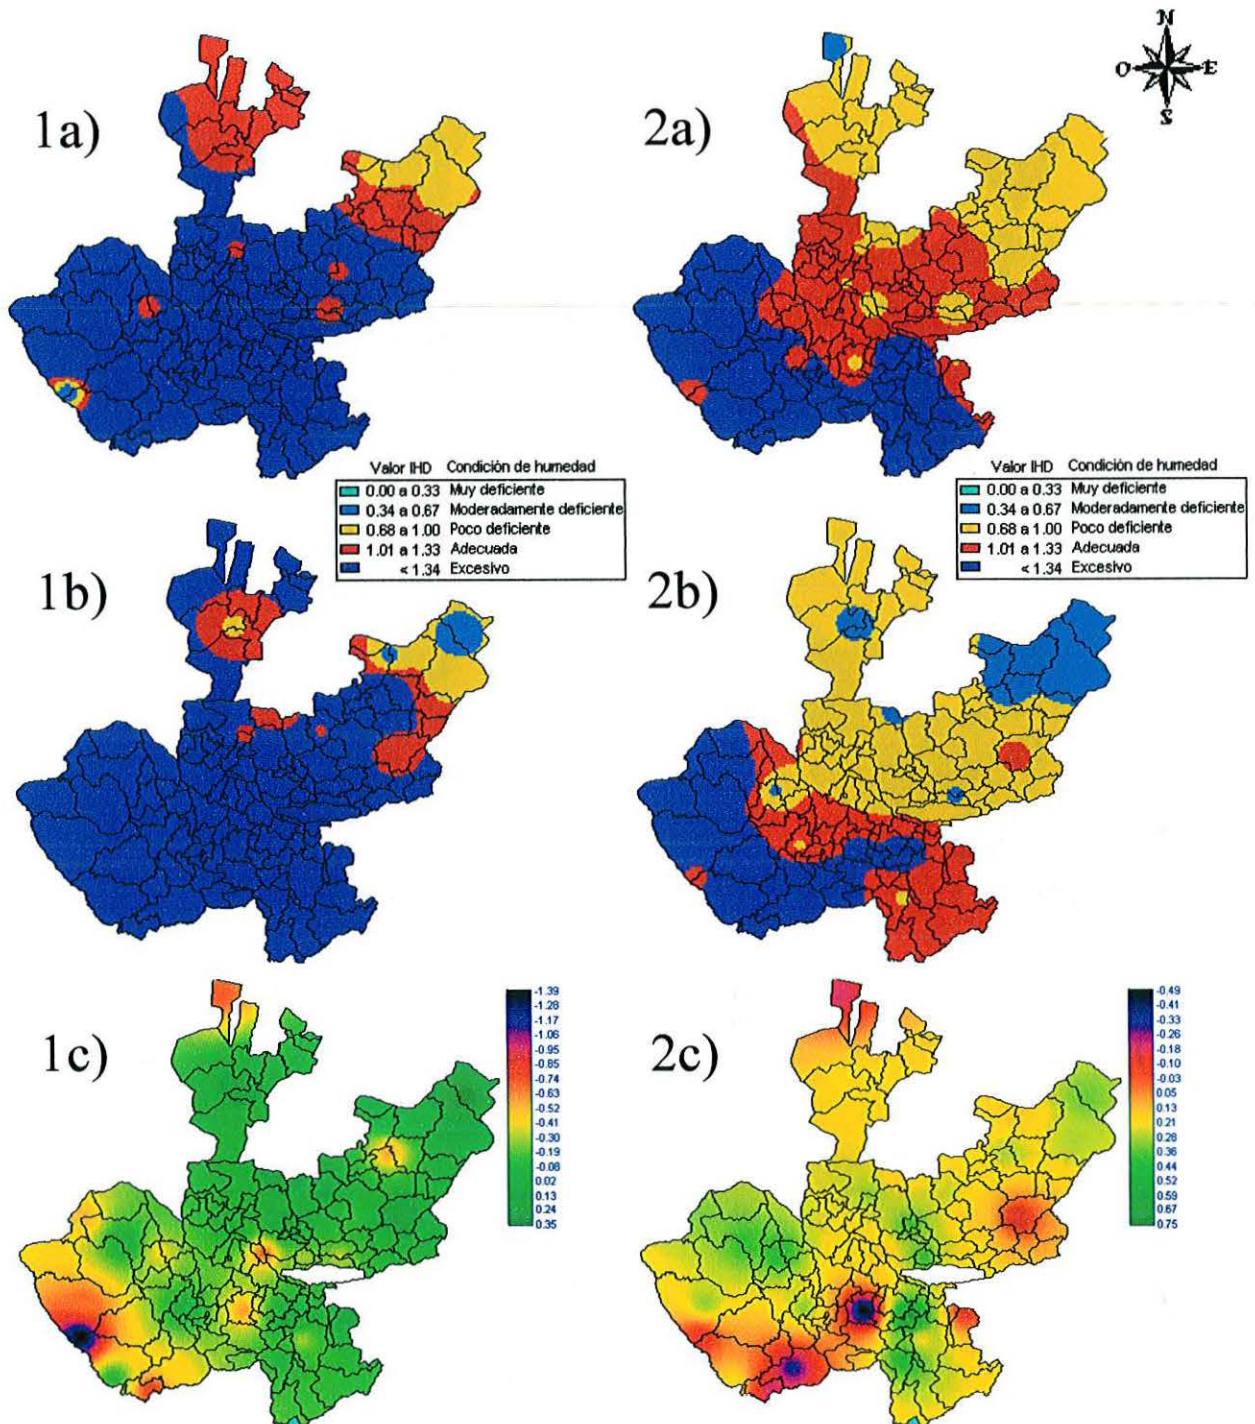 N
O E
S
1a)
2a)
Valor IHD Condición de humedad
0.00 a 0.33 Muy deficiente
0.34 a 0.67 Moderadamente deficiente
0.68 a 1.00 Poco deficiente
1.01 a 1.33 Adecuada
< 1.34 Excesivo
Valor IHD Condición de humedad
0.00 a 0.33 Muy deficiente
0.34 a 0.67 Moderadamente deficiente
0.68 a 1.00 Poco deficiente
1.01 a 1.33 Adecuada
< 1.34 Excesivo
1b)
2b)
1c)
-1.39
-1.28
-1.17
-1.06
-0.95
-0.85
-0.74
-0.63
-0.52
-0.41
-0.30
-0.19
-0.08
0.02
0.13
0.24
0.35
2c)
-0.49
-0.41
-0.33
-0.26
-0.18
-0.10
-0.03
0.05
0.13
0.21
0.28
0.36
0.44
0.52
0.59
0.67
0.75